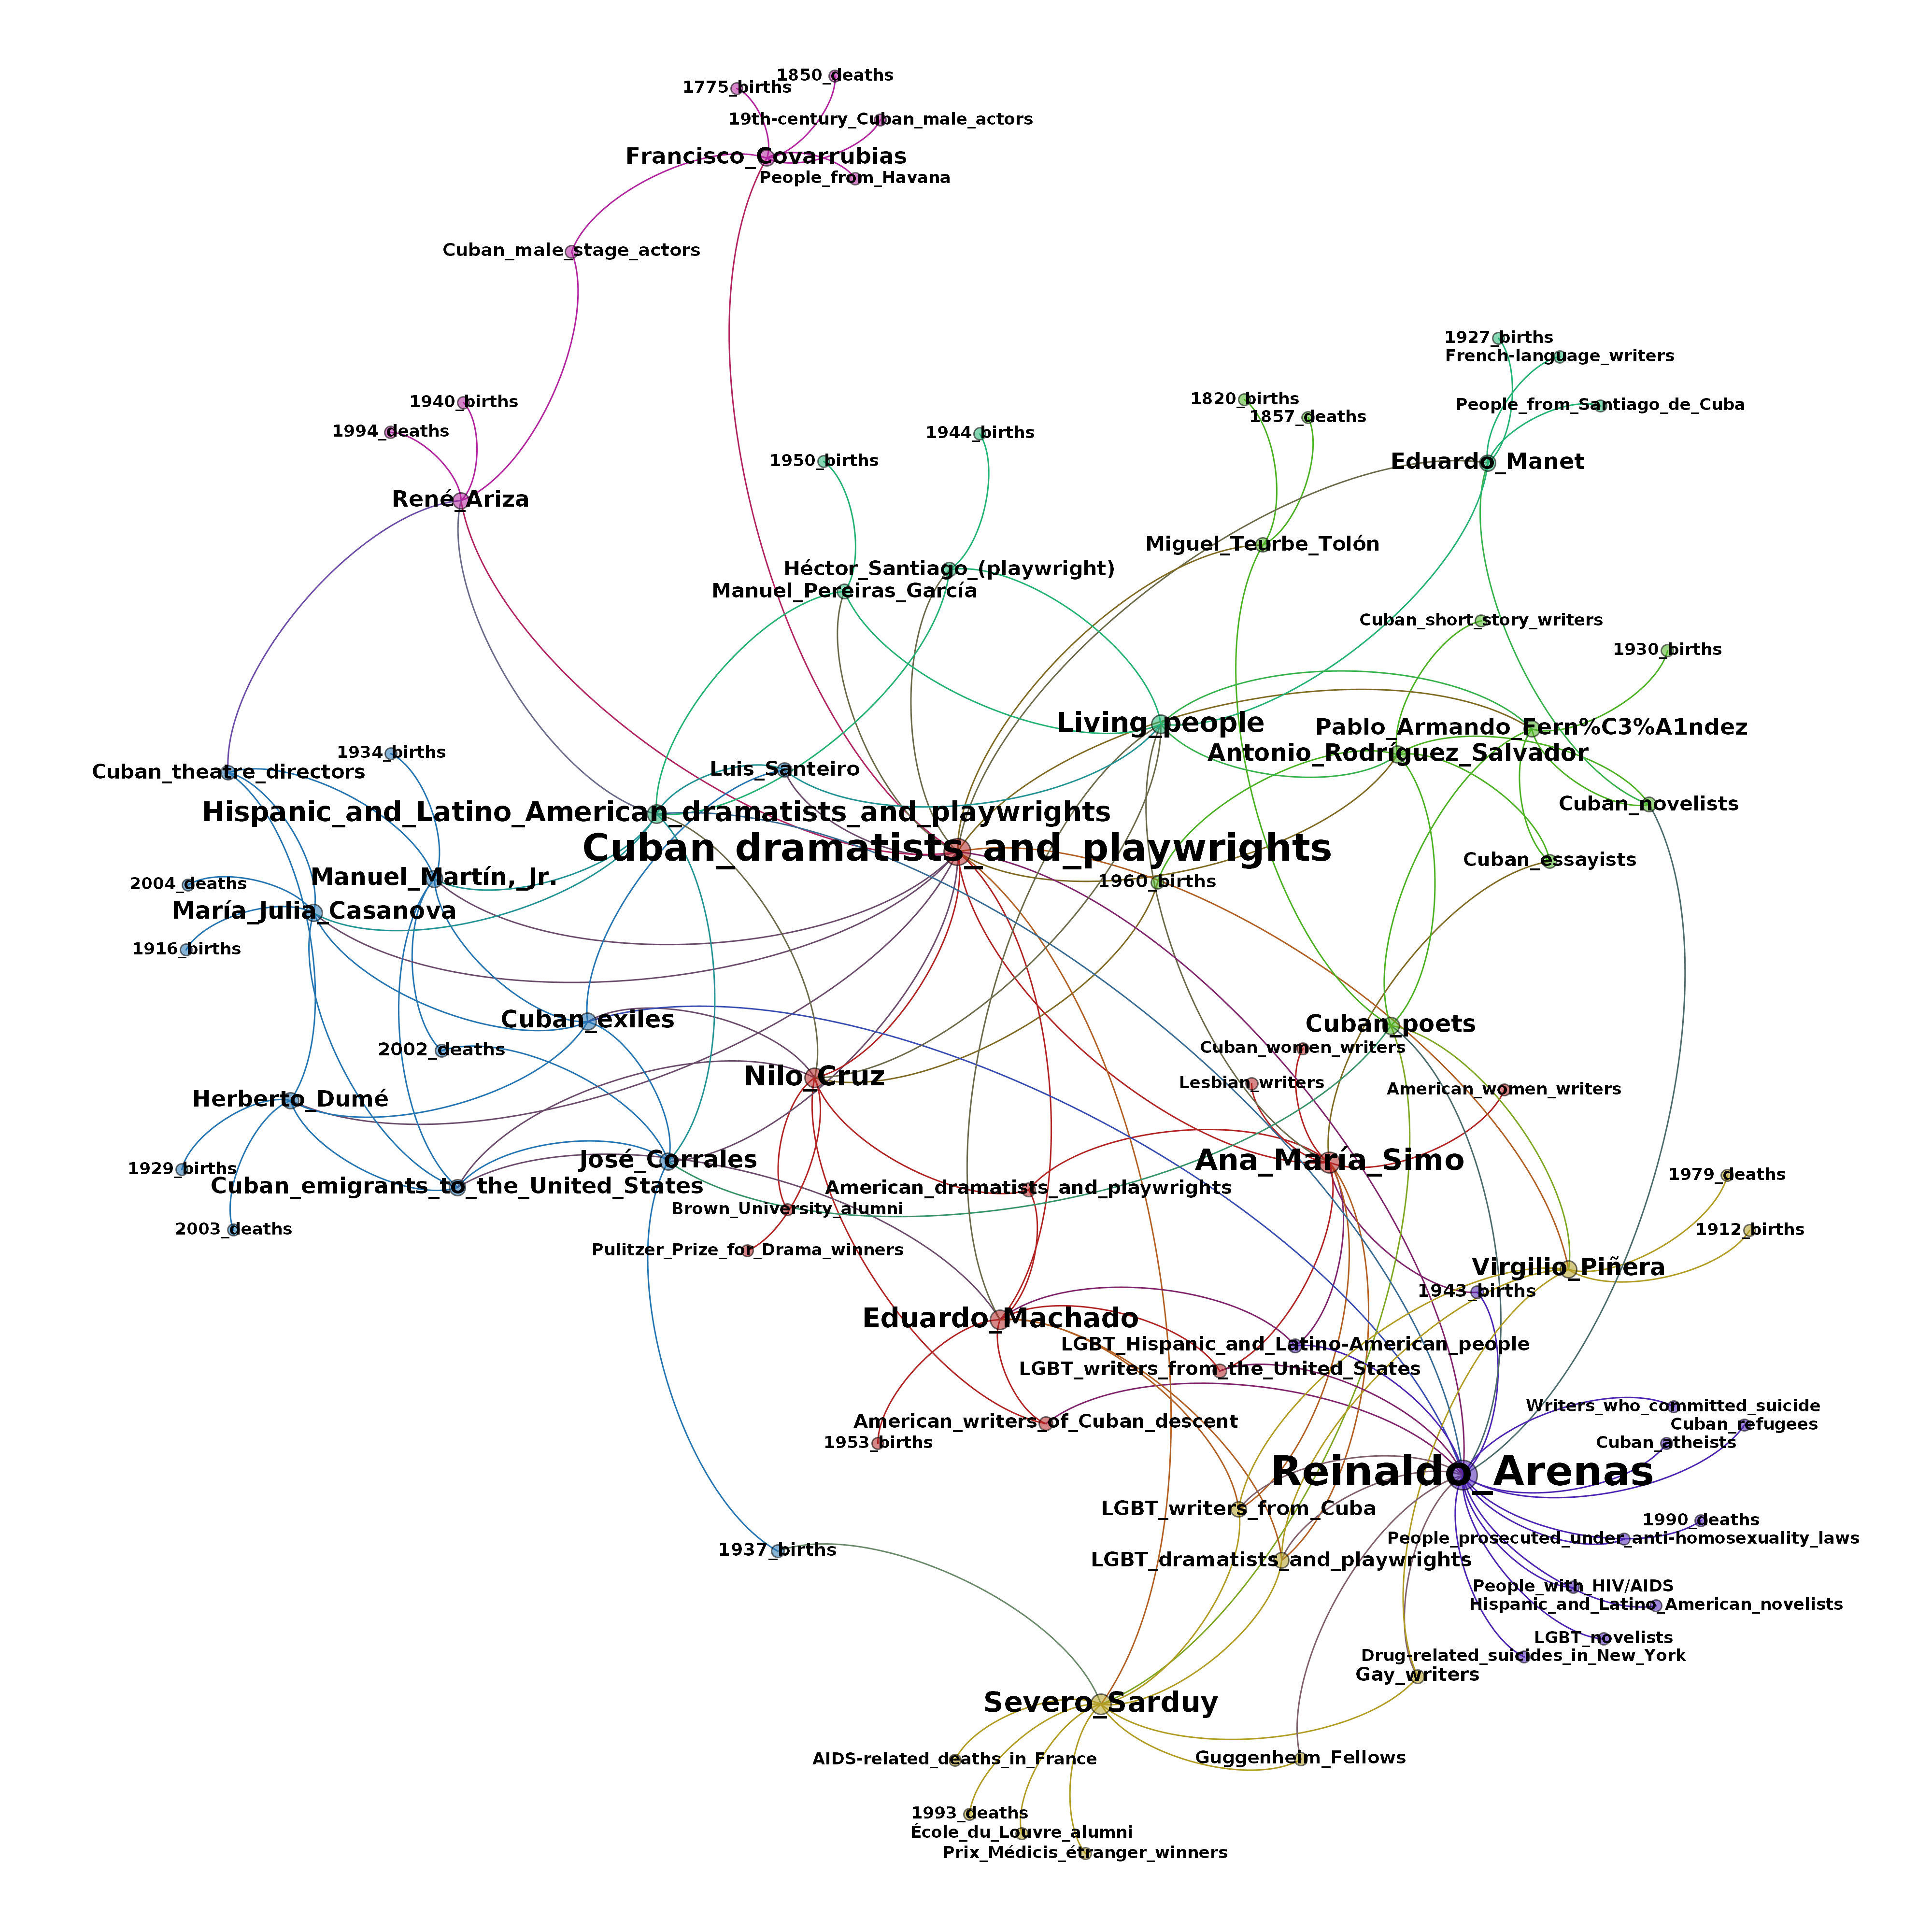 1850_deaths
1775_births
19th-century_Cuban_male_actors
Francisco_Covarrubias
People_from_Havana
Cuban_male_stage_actors
1927_births
French-language_writers
1820_births
People_from_Santiago_de_Cuba
1940_births
1857_deaths
1994_deaths
1944_births
1950_births
Eduardo_Manet
René_Ariza
Miguel_Teurbe_Tolón
Héctor_Santiago_(playwright)
Manuel_Pereiras_García
Cuban_short_story_writers
1930_births
Living_people
Pablo_Armando_Fern%C3%A1ndez
1934_births
Antonio_Rodríguez_Salvador
Cuban_theatre_directors
Luis_Santeiro
Cuban_novelists
Hispanic_and_Latino_American_dramatists_and_playwrights
Cuban_dramatists_and_playwrights
Cuban_essayists
Manuel_Martín,_Jr.
1960_births
2004_deaths
María_Julia_Casanova
1916_births
Cuban_exiles
Cuban_poets
2002_deaths
Cuban_women_writers
Nilo_Cruz
Lesbian_writers
American_women_writers
Herberto_Dumé
José_Corrales
Ana_María_Simo
1929_births
1979_deaths
Cuban_emigrants_to_the_United_States
American_dramatists_and_playwrights
Brown_University_alumni
2003_deaths
1912_births
Pulitzer_Prize_for_Drama_winners
Virgilio_Piñera
1943_births
Eduardo_Machado
LGBT_Hispanic_and_Latino-American_people
LGBT_writers_from_the_United_States
Writers_who_committed_suicide
American_writers_of_Cuban_descent
Cuban_refugees
1953_births
Cuban_atheists
Reinaldo_Arenas
LGBT_writers_from_Cuba
1990_deaths
People_prosecuted_under_anti-homosexuality_laws
1937_births
LGBT_dramatists_and_playwrights
People_with_HIV/AIDS
Hispanic_and_Latino_American_novelists
LGBT_novelists
Drug-related_suicides_in_New_York
Gay_writers
Severo_Sarduy
AIDS-related_deaths_in_France
Guggenheim_Fellows
1993_deaths
École_du_Louvre_alumni
Prix_Médicis_étranger_winners